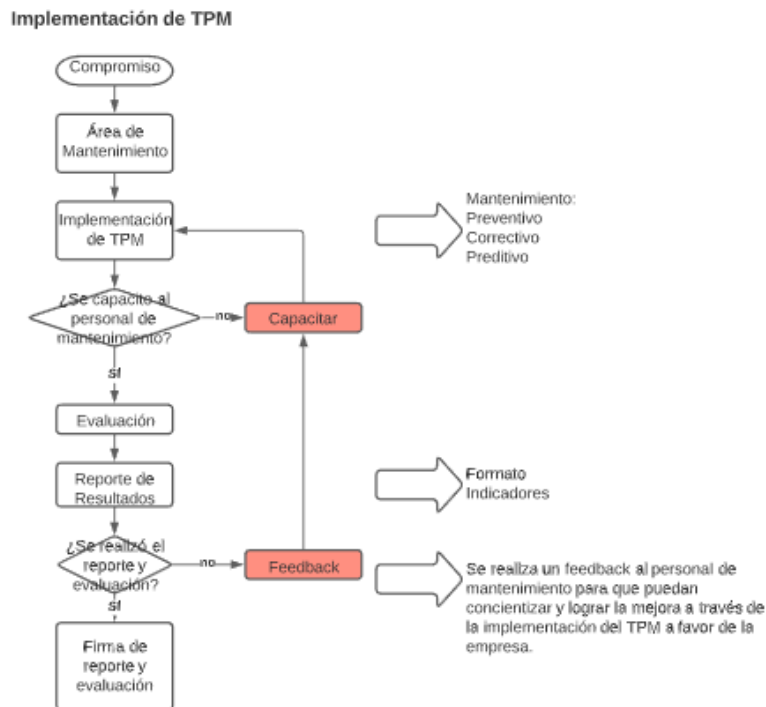 Implementación de TPM
Compromiso
Área de
Mantenimiento
Implementación
de TPM
Mantenimiento:
Preventivo
Correctivo
Preditivo
¿Se capacito al
personal de
mantenimiento?
no
Capacitar
sí
Evaluación
Reporte de
Resultados
Formato
Indicadores
¿Se realizó el
reporte y
evaluación?
no
Feedback
Se realiza un feedback al personal de
mantenimiento para que puedan
concientizar y lograr la mejora a través de
la implementación del TPM a favor de la
empresa.
sí
Firma de
reporte y
evaluación